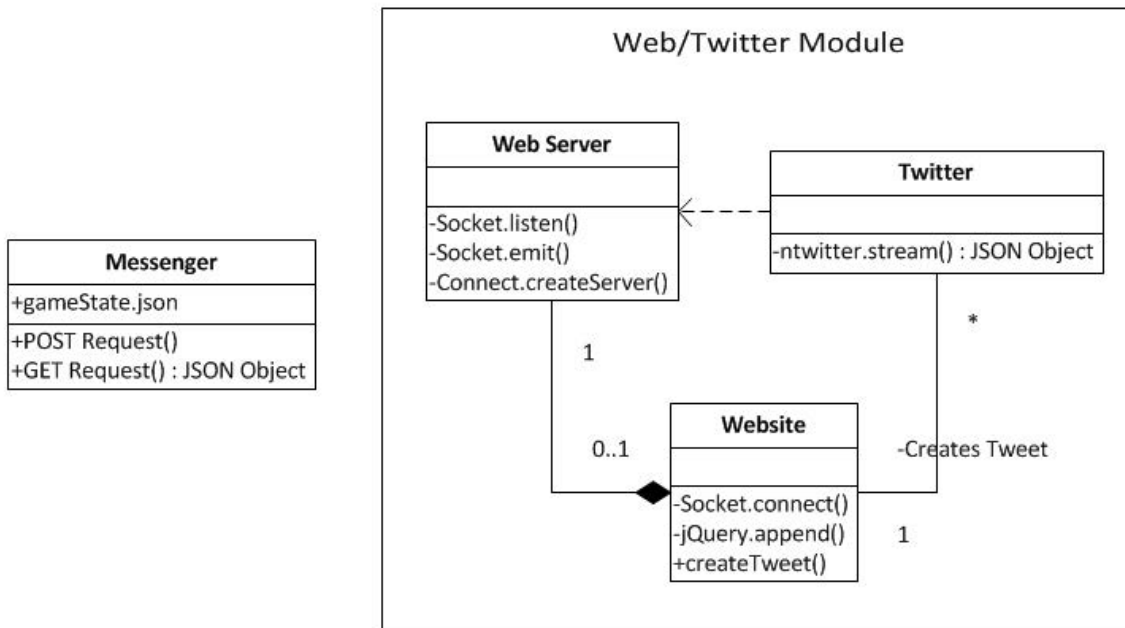 Web/Twitter Module
Web Server
-Socket.listen()
-Socket.emit()
-Connect.createServer()
Twitter
-ntwitter.stream() : JSON Object
Messenger
+gameState.json
+POST Request()
+GET Request() : JSON Object
1
*
0..1
-Creates Tweet
1
Website
-Socket.connect()
-jQuery.append()
+createTweet()